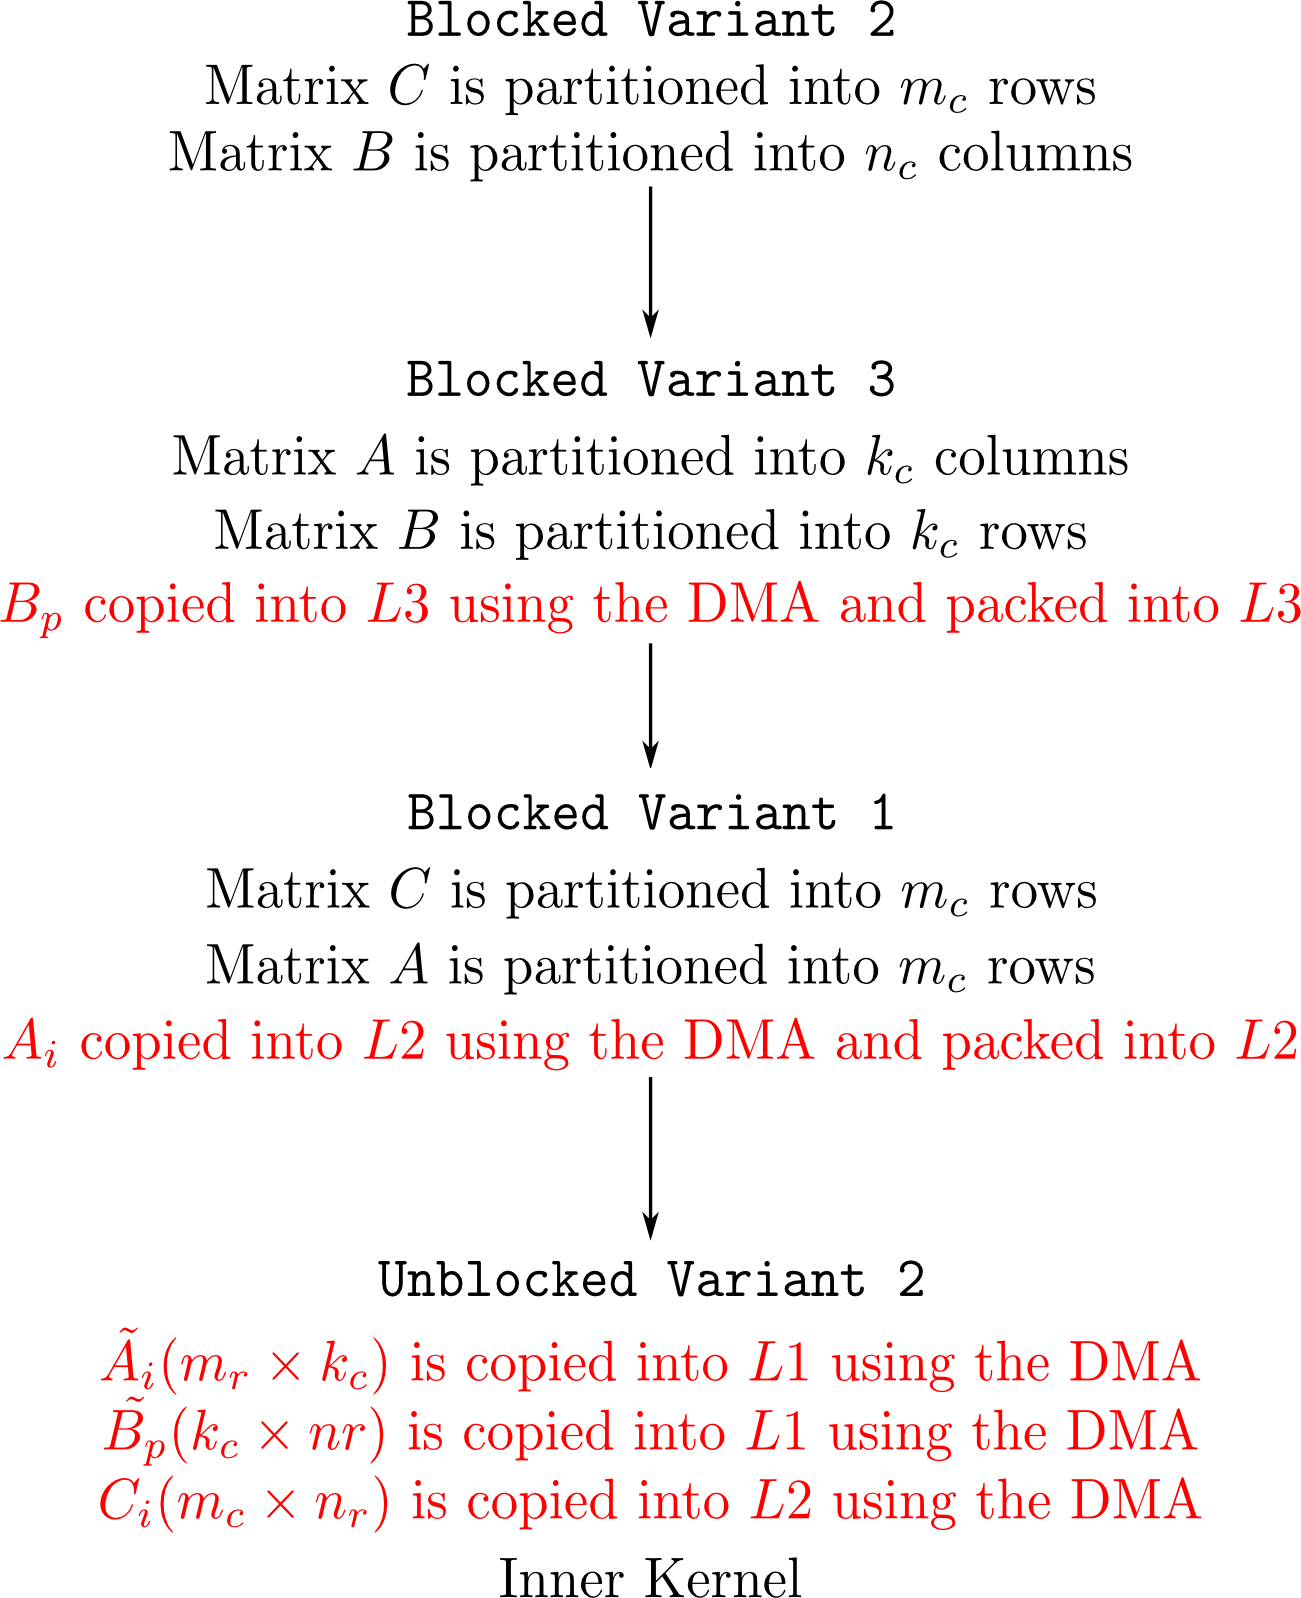 Blocked Variant 2
Matrix C is partitioned into m_c rows
Matrix B is partitioned into n_c columns
Blocked Variant 3
Matrix A is partitioned into k_c columns
Matrix B is partitioned into k_c rows
B_p copied into L3 using the DMA and packed into L3
Blocked Variant 1
Matrix C is partitioned into m_c rows
Matrix A is partitioned into m_c rows
A_i copied into L2 using the DMA and packed into L2
Unblocked Variant 2
Ã_i(m_r × k_c) is copied into L1 using the DMA
B̃_p(k_c × nr) is copied into L1 using the DMA
C_i(m_c × n_r) is copied into L2 using the DMA
Inner Kernel